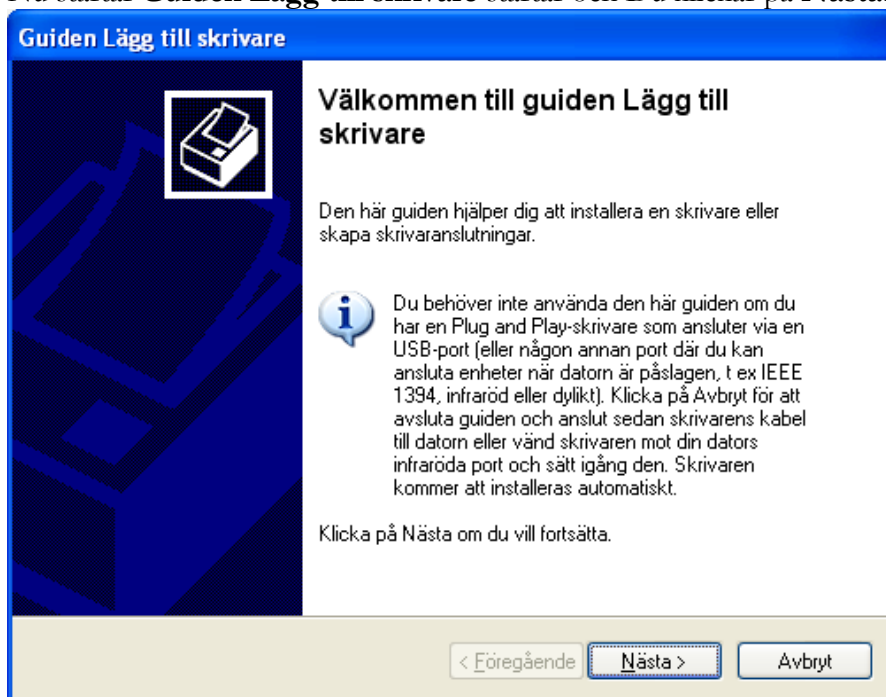 Guiden Lägg till skrivare
Välkommen till guiden Lägg till
skrivare
Den här guiden hjälper dig att installera en skrivare eller
skapa skrivaranslutningar.
Du behöver inte använda den här guiden om du
har en Plug and Play-skrivare som ansluter via en
USB-port (eller någon annan port där du kan
ansluta enheter när datorn är påslagen, t ex IEEE
1394, infraröd eller dylikt). Klicka på Avbryt för att
avsluta guiden och anslut sedan skrivarens kabel
till datorn eller vänd skrivaren mot din dators
infraröda port och sätt igång den. Skrivaren
kommer att installeras automatiskt.
Klicka på Nästa om du vill fortsätta.
< Föregående Nästa > Avbryt